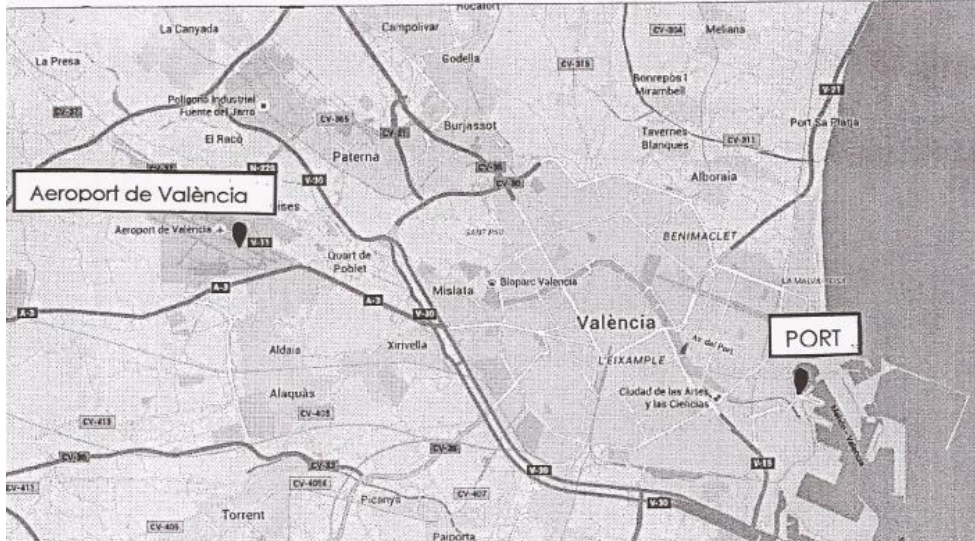 Rocafort
La Canyada
Campolivar
CV-304
Meliana
Godella
La Presa
CV-315
Bonrepòs i
Mirambell
V-21
Polígono Industrial
Fuente del Jarro
CV-365
CV-31
Burjassot
Port Sa Platja
Tavernes
Blanques
CV-311
El Racó
Paterna
CV-35
CV-30
Alboraia
N-220
V-30
Aeroport de València
Aeroport de València
V-11
SANT PAU
BENIMACLET
Quart de
Poblet
Mislata
Bioparc Valencia
LA MALVA-ROSA
A-3
A-3
A-3
V-30
València
PORT
Xirivella
L'EIXAMPLE
Av. del Port
Aldaia
Alaquàs
Ciudad de las Artes
y las Ciencias
CV-403
CV-413
CV-36
CV-36
CV-33
V-15
V-30
CV-411
CV-4054
CV-407
Picanya
V-30
Torrent
CV-405
Paiporta